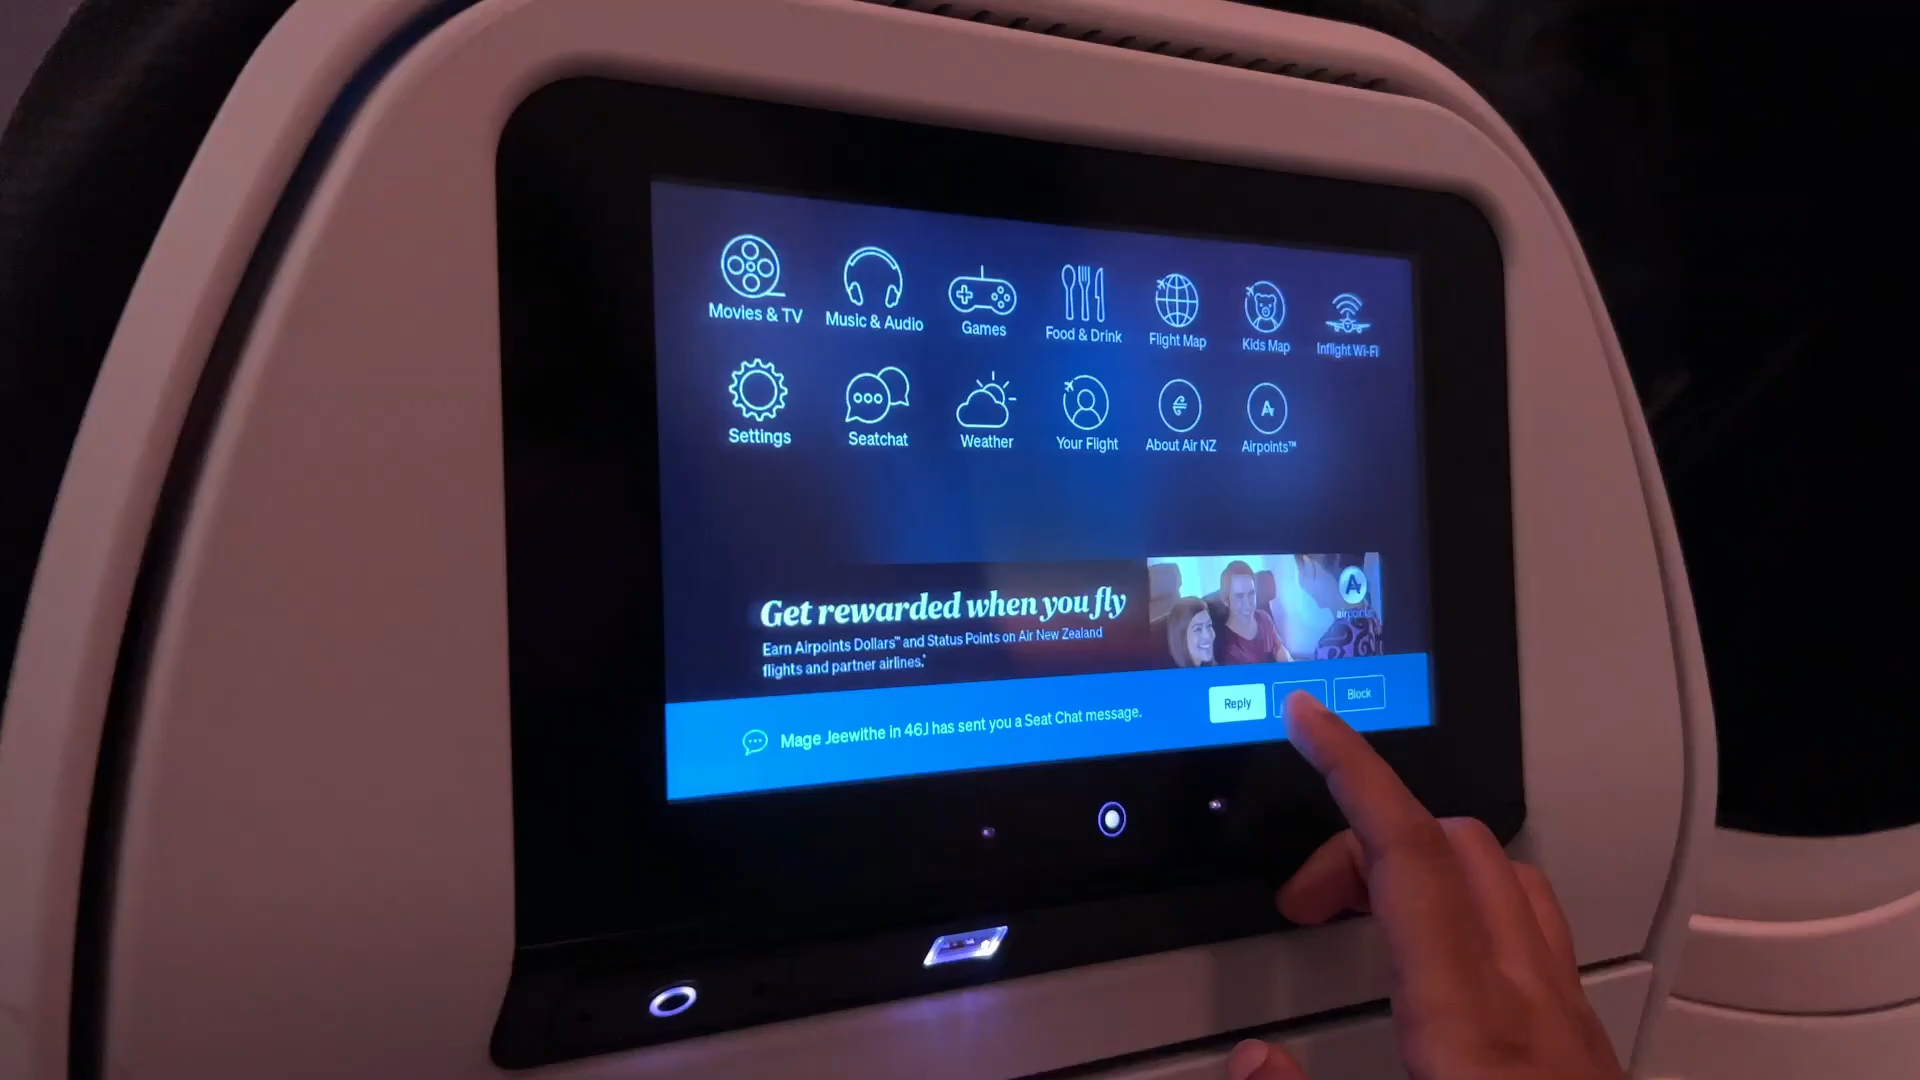 Movies & TV
Music & Audio
Games
Food & Drink
Flight Map
Kids Map
Inflight Wi-Fi
Settings
Seatchat
Weather
Your Flight
About Air NZ
Airpoints™
Get rewarded when you fly
Earn Airpoints Dollars™ and Status Points on Air New Zealand
flights and partner airlines.*
airpoints
Mage Jeewithe in 46J has sent you a Seat Chat message.
Reply
Block